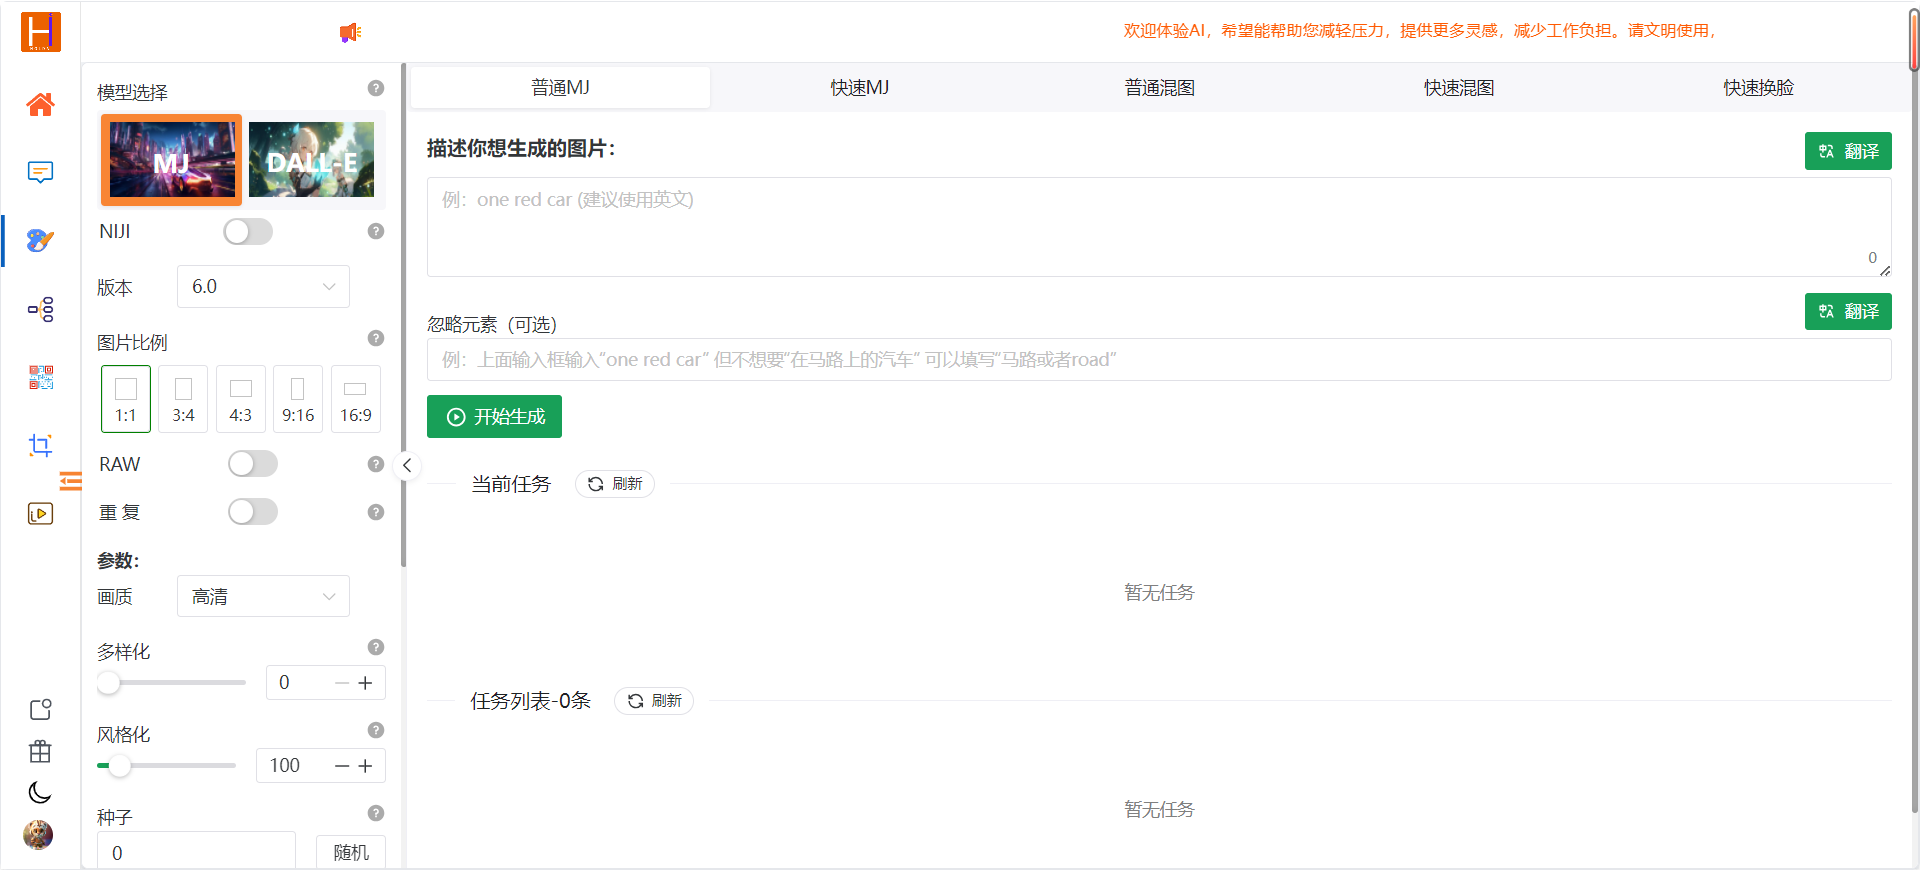 欢迎体验AI，希望能帮助您减轻压力，提供更多灵感，减少工作负担。请文明使用，
模型选择
MJ
DALL-E
NIJI
版本
6.0
图片比例
1:1
3:4
4:3
9:16
16:9
RAW
重 复
参数：
画质
高清
多样化
0
风格化
100
种子
0
随机
普通MJ
快速MJ
普通混图
快速混图
快速换脸
描述你想生成的图片：
翻译
例：one red car (建议使用英文)
0
翻译
忽略元素（可选）
例：上面输入框输入“one red car” 但不想要“在马路上的汽车” 可以填写“马路或者road”
开始生成
当前任务
刷新
暂无任务
任务列表-0条
刷新
暂无任务